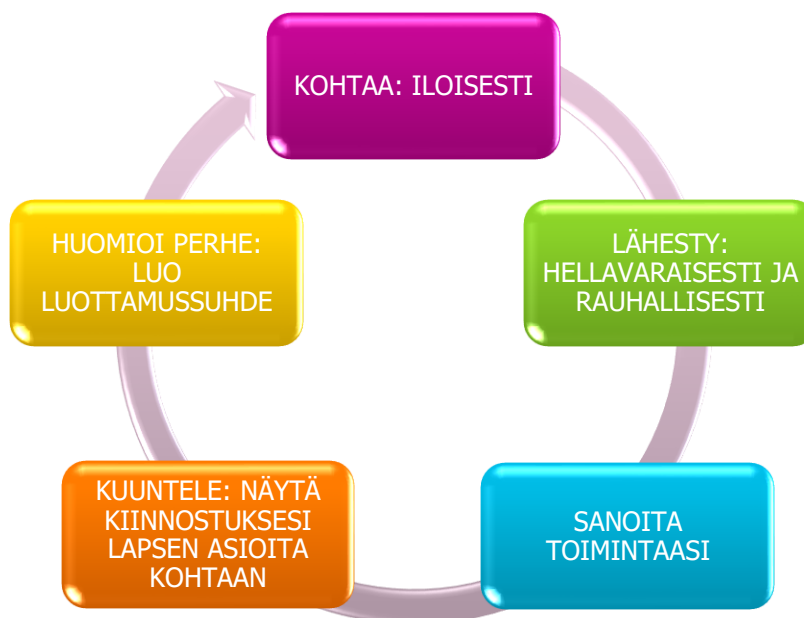 KOHTAA: ILOISESTI
LÄHESTY:
HELLAVARAISESTI JA
RAUHALLISESTI
SANOITA
TOIMINTAASI
KUUNTELE: NÄYTÄ
KIINNOSTUKSESI
LAPSEN ASIOITA
KOHTAAN
HUOMIOI PERHE:
LUO
LUOTTAMUSSUHDE